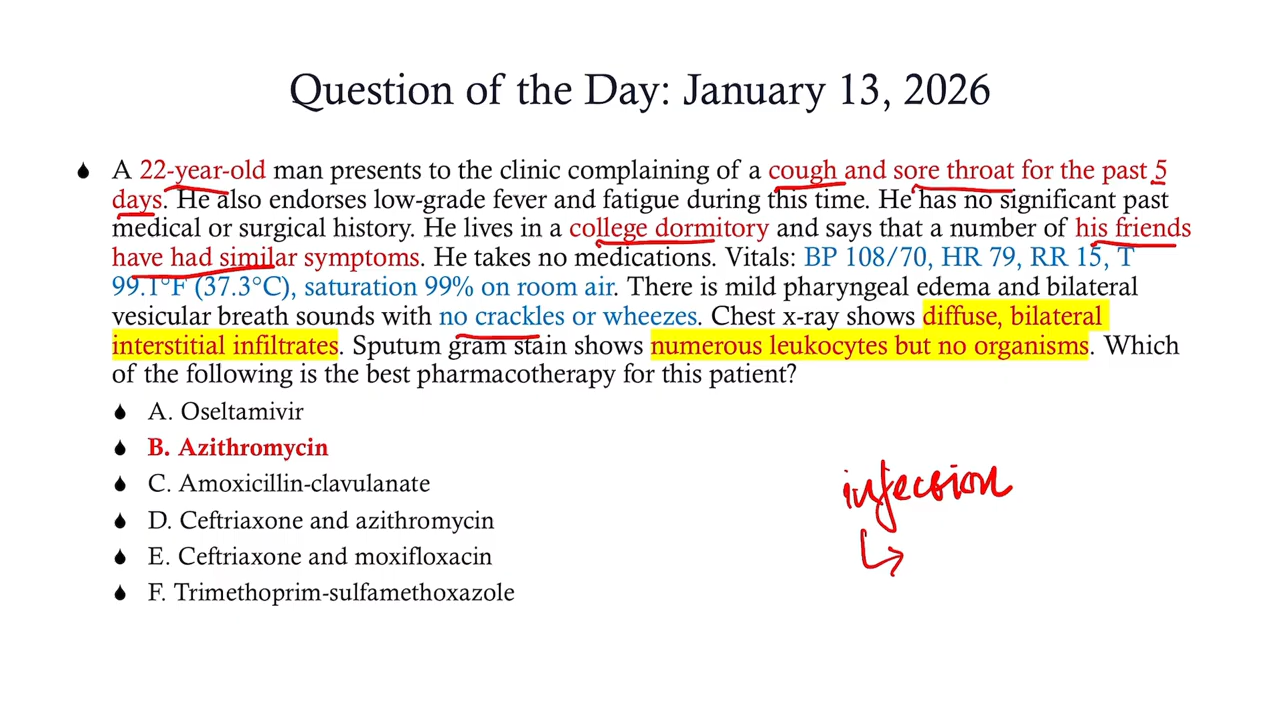 Question of the Day: January 13, 2026
A 22-year-old man presents to the clinic complaining of a cough and sore throat for the past 5
days. He also endorses low-grade fever and fatigue during this time. He has no significant past
medical or surgical history. He lives in a college dormitory and says that a number of his friends
have had similar symptoms. He takes no medications. Vitals: BP 108/70, HR 79, RR 15, T
99.1°F (37.3°C), saturation 99% on room air. There is mild pharyngeal edema and bilateral
vesicular breath sounds with no crackles or wheezes. Chest x-ray shows diffuse, bilateral
interstitial infiltrates. Sputum gram stain shows numerous leukocytes but no organisms. Which
of the following is the best pharmacotherapy for this patient?
A. Oseltamivir
B. Azithromycin
C. Amoxicillin-clavulanate
D. Ceftriaxone and azithromycin
E. Ceftriaxone and moxifloxacin
F. Trimethoprim-sulfamethoxazole
infection